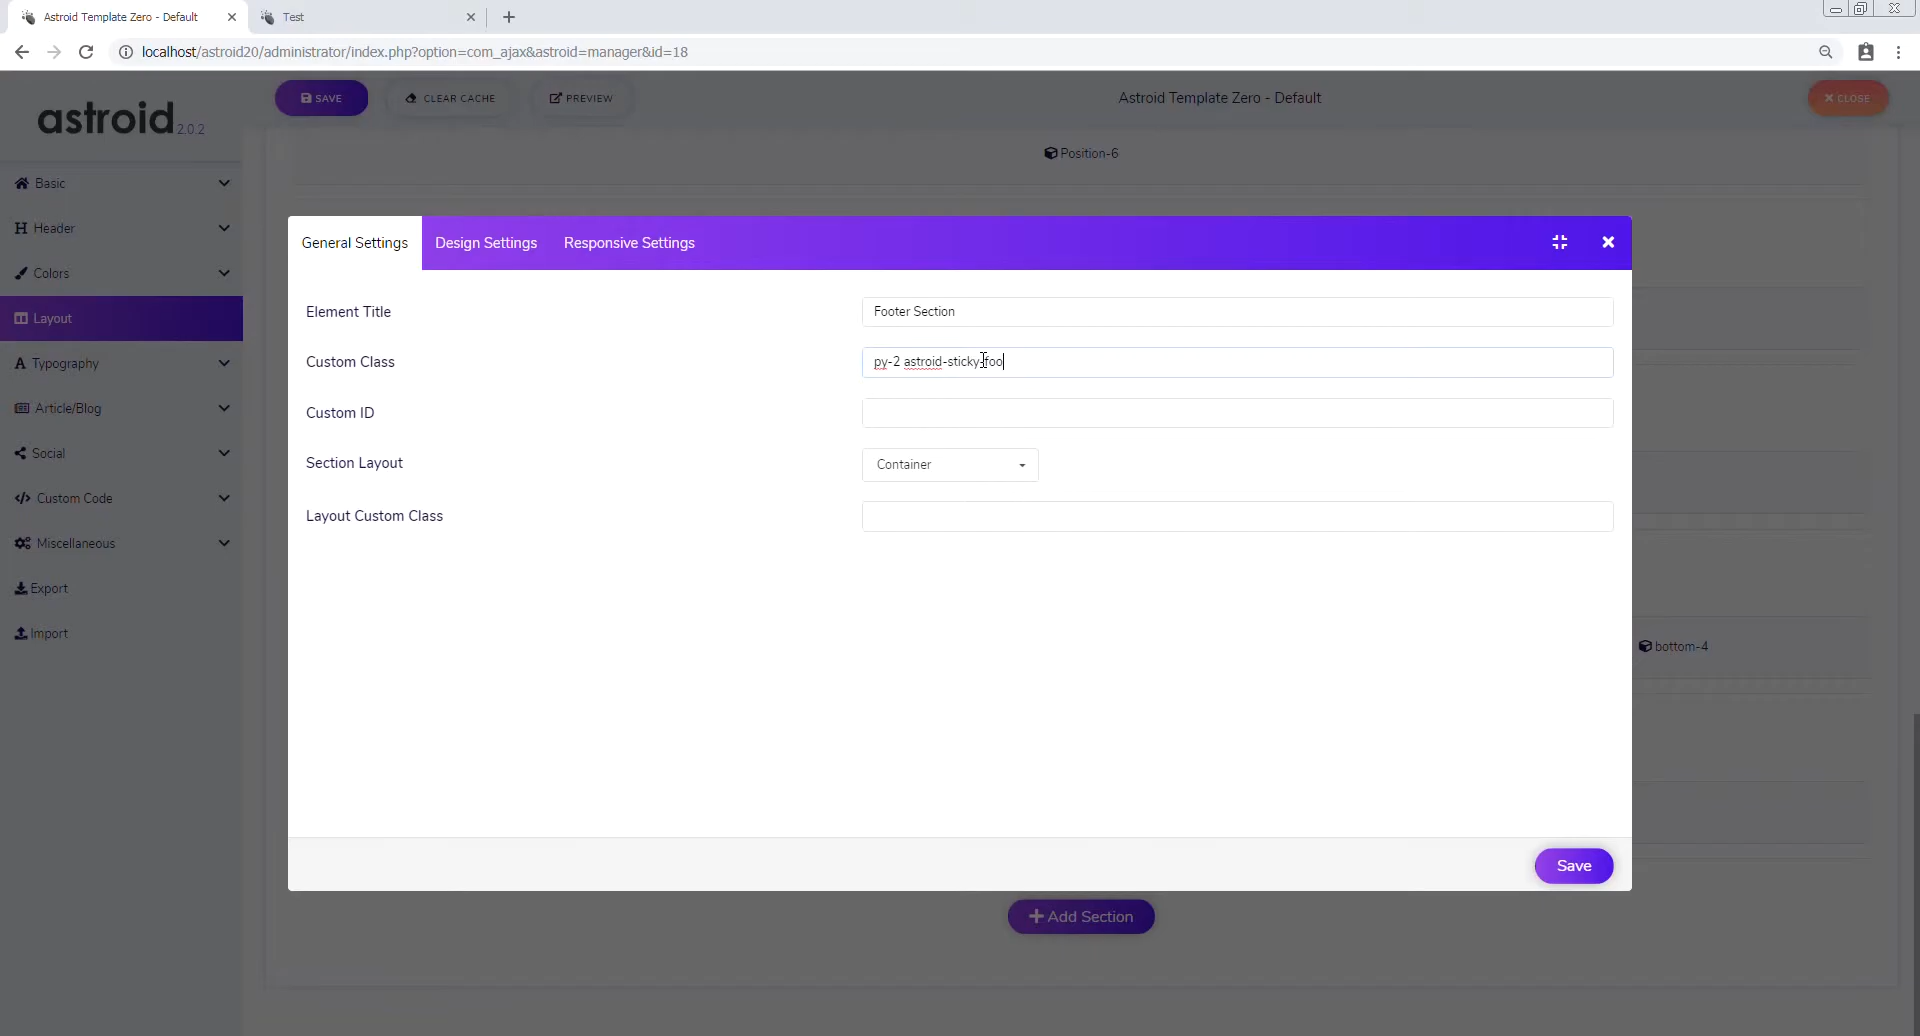 Astroid Template Zero - Default
Test
localhost/astroid20/administrator/index.php?option=com_ajax&astroid=manager&id=18
astroid 2.0.2
SAVE
CLEAR CACHE
PREVIEW
Astroid Template Zero - Default
CLOSE
Position-6
Basic
Header
Colors
Layout
Typography
Article/Blog
Social
Custom Code
Miscellaneous
Export
Import
General Settings
Design Settings
Responsive Settings
Element Title
Footer Section
Custom Class
py-2 astroid-sticky-foo
Custom ID
Section Layout
Container
Layout Custom Class
bottom-4
Save
Add Section